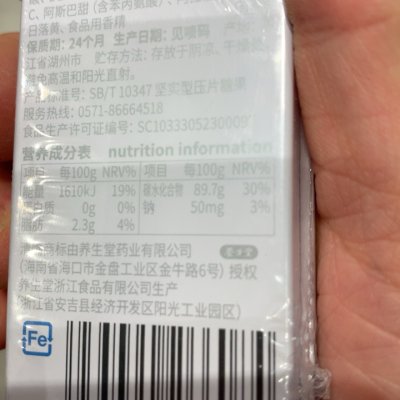 C、阿斯巴甜（含苯丙氨酸）、
日落黄、食品用香精
保质期：24个月 生产日期：见喷码 产地：
江省湖州市 贮存方法：存放于阴凉、干燥处
避免高温和阳光直射。
产品标准号：SB/T 10347 坚实型压片糖果
服务热线：0571-86664518
食品生产许可证编号：SC1033305230009
营养成分表 nutrition information
项目 每100g NRV% 项目 每100g NRV%
能量 1610kJ 19% 碳水化合物 89.7g 30%
蛋白质 0g 0% 钠 50mg 3%
脂肪 2.3g 4%
商标由养生堂药业有限公司 养生堂
(海南省海口市金盘工业区金牛路6号) 授权
养生堂浙江食品有限公司生产
(浙江省安吉县经济开发区阳光工业园区)
Fe